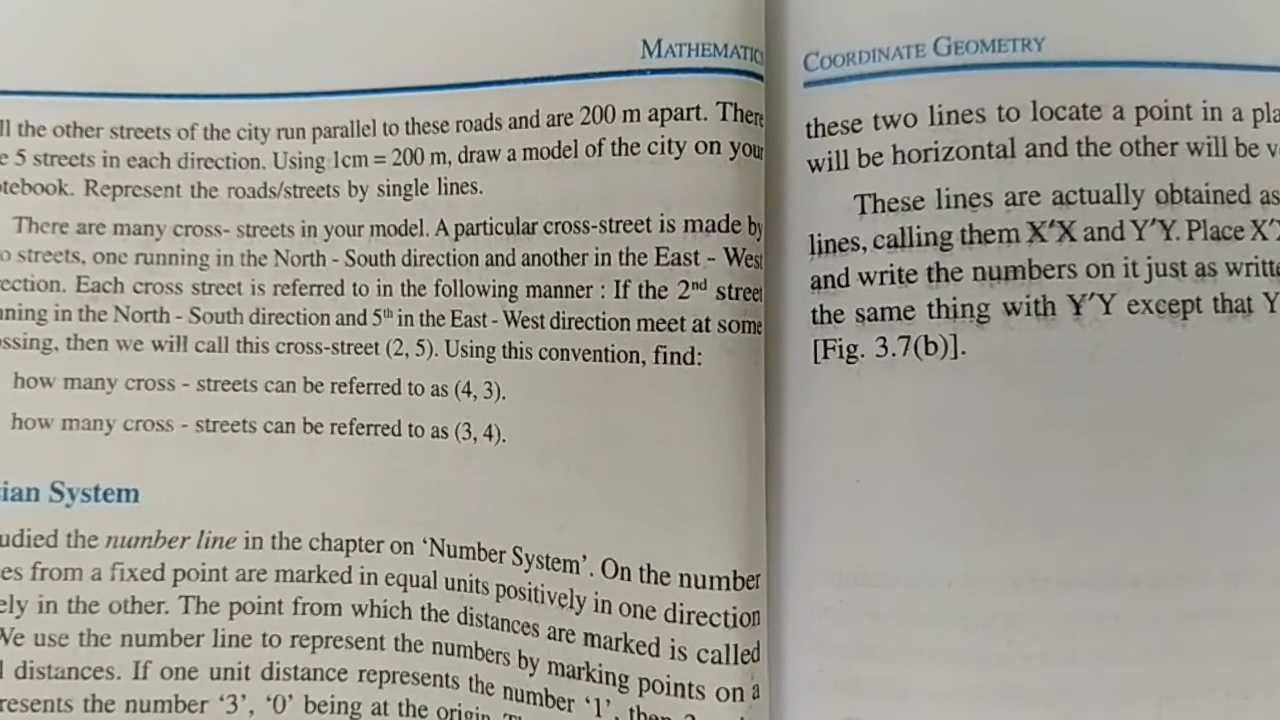 MATHEMATIC
ll the other streets of the city run parallel to these roads and are 200 m apart. There
e 5 streets in each direction. Using 1cm = 200 m, draw a model of the city on your
tebook. Represent the roads/streets by single lines.
There are many cross- streets in your model. A particular cross-street is made by
o streets, one running in the North - South direction and another in the East - West
ection. Each cross street is referred to in the following manner : If the 2nd street
nning in the North - South direction and 5th in the East - West direction meet at some
ossing, then we will call this cross-street (2, 5). Using this convention, find:
how many cross - streets can be referred to as (4, 3).
how many cross - streets can be referred to as (3, 4).
ian System
udied the number line in the chapter on ‘Number System’. On the number
es from a fixed point are marked in equal units positively in one direction
ely in the other. The point from which the distances are marked is called
We use the number line to represent the numbers by marking points on a
l distances. If one unit distance represents the number ‘1’, then
resents the number ‘3’, ‘0’ being at the origin
COORDINATE GEOMETRY
these two lines to locate a point in a pla
will be horizontal and the other will be v
These lines are actually obtained as
lines, calling them X′X and Y′Y. Place X′
and write the numbers on it just as writte
the same thing with Y′Y except that Y
[Fig. 3.7(b)].